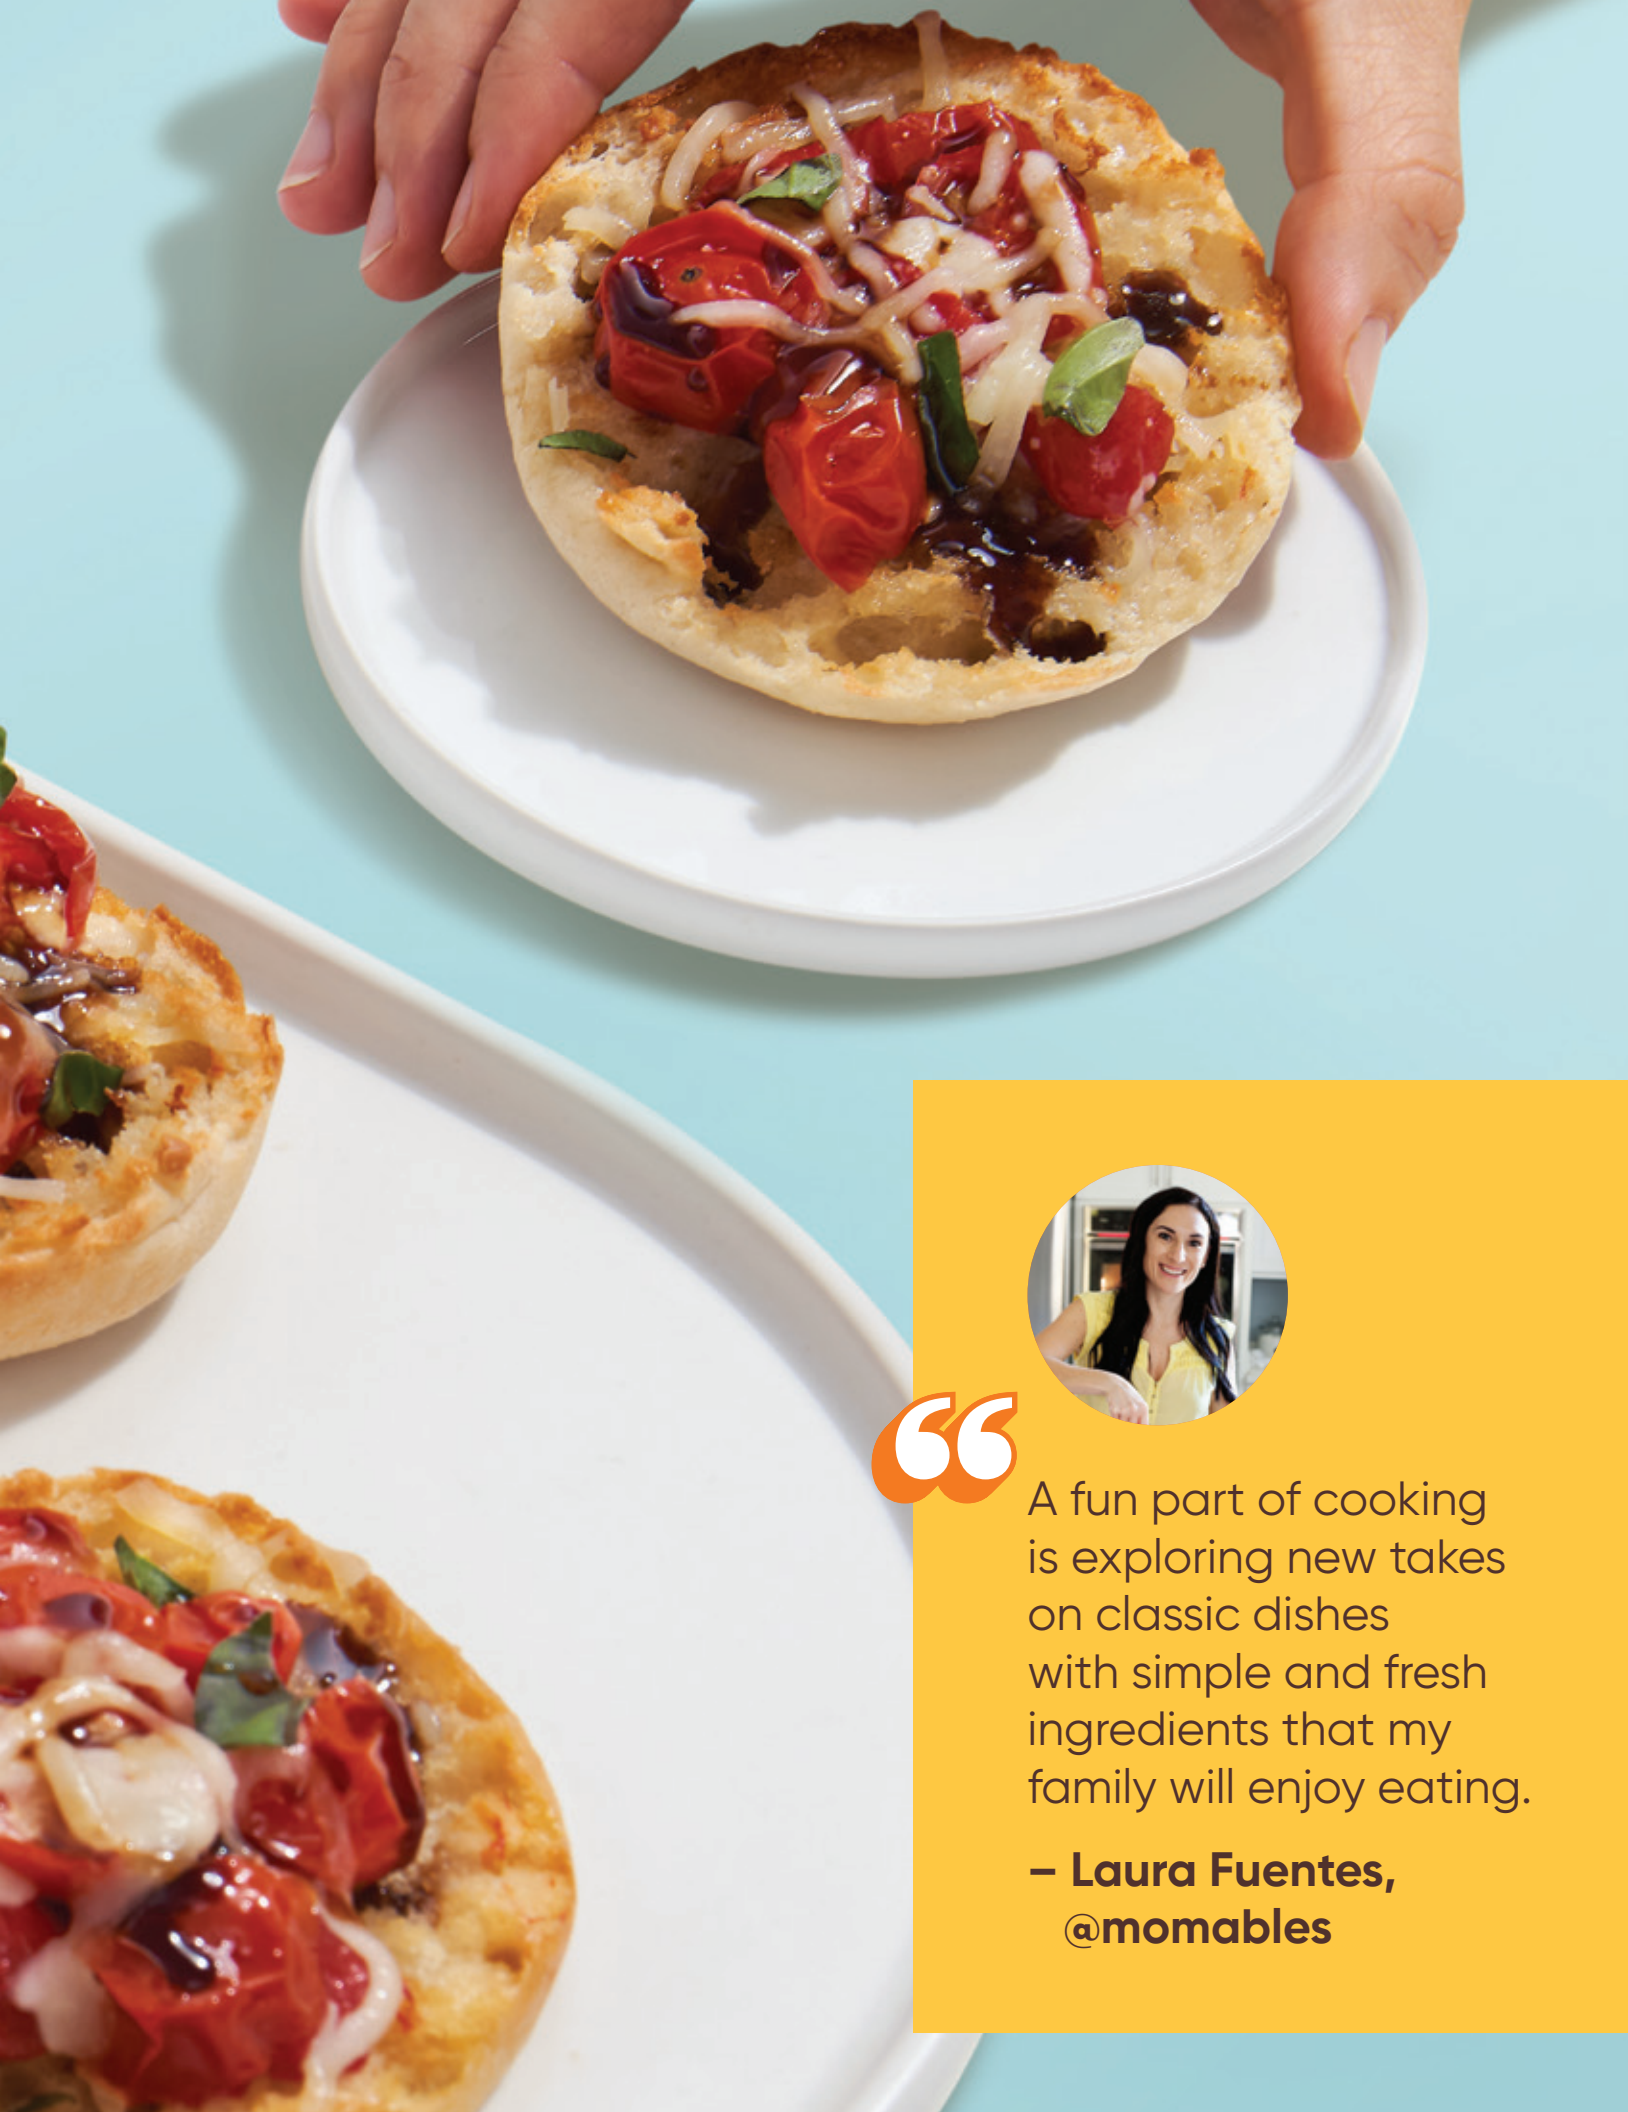 “
A fun part of cooking
is exploring new takes
on classic dishes
with simple and fresh
ingredients that my
family will enjoy eating.
– Laura Fuentes,
@momables